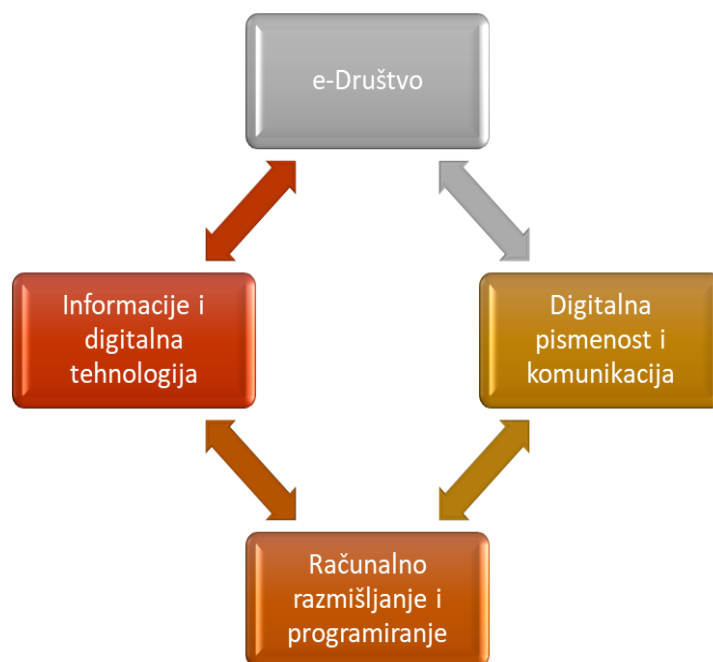 e-Društvo
Informacije i
digitalna
tehnologija
Digitalna
pismenost i
komunikacija
Računalno
razmišljanje i
programiranje